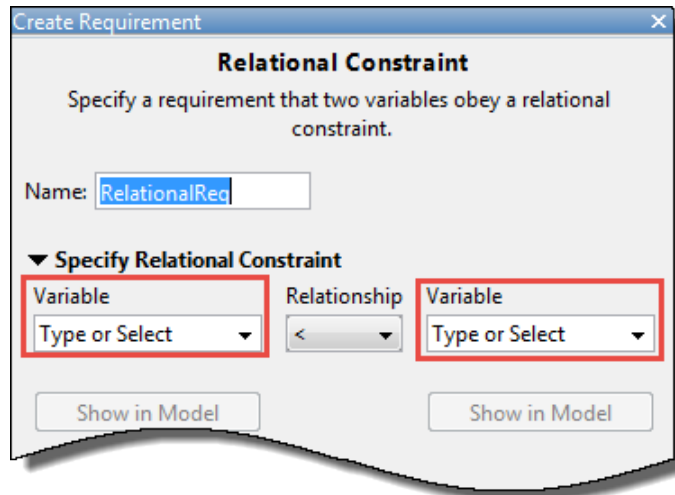 Create Requirement
Relational Constraint
Specify a requirement that two variables obey a relational
constraint.
Name: RelationalReq
Specify Relational Constraint
Variable Relationship Variable
Type or Select < Type or Select
Show in Model Show in Model